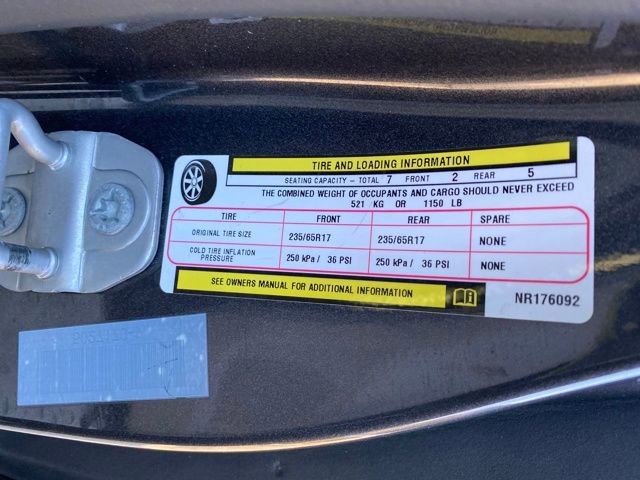 TIRE AND LOADING INFORMATION
SEATING CAPACITY – TOTAL 7 FRONT 2 REAR 5
THE COMBINED WEIGHT OF OCCUPANTS AND CARGO SHOULD NEVER EXCEED
521 KG OR 1150 LB
TIRE FRONT REAR SPARE
ORIGINAL TIRE SIZE 235/65R17 235/65R17 NONE
COLD TIRE INFLATION PRESSURE 250 kPa / 36 PSI 250 kPa / 36 PSI NONE
SEE OWNERS MANUAL FOR ADDITIONAL INFORMATION
NR176092